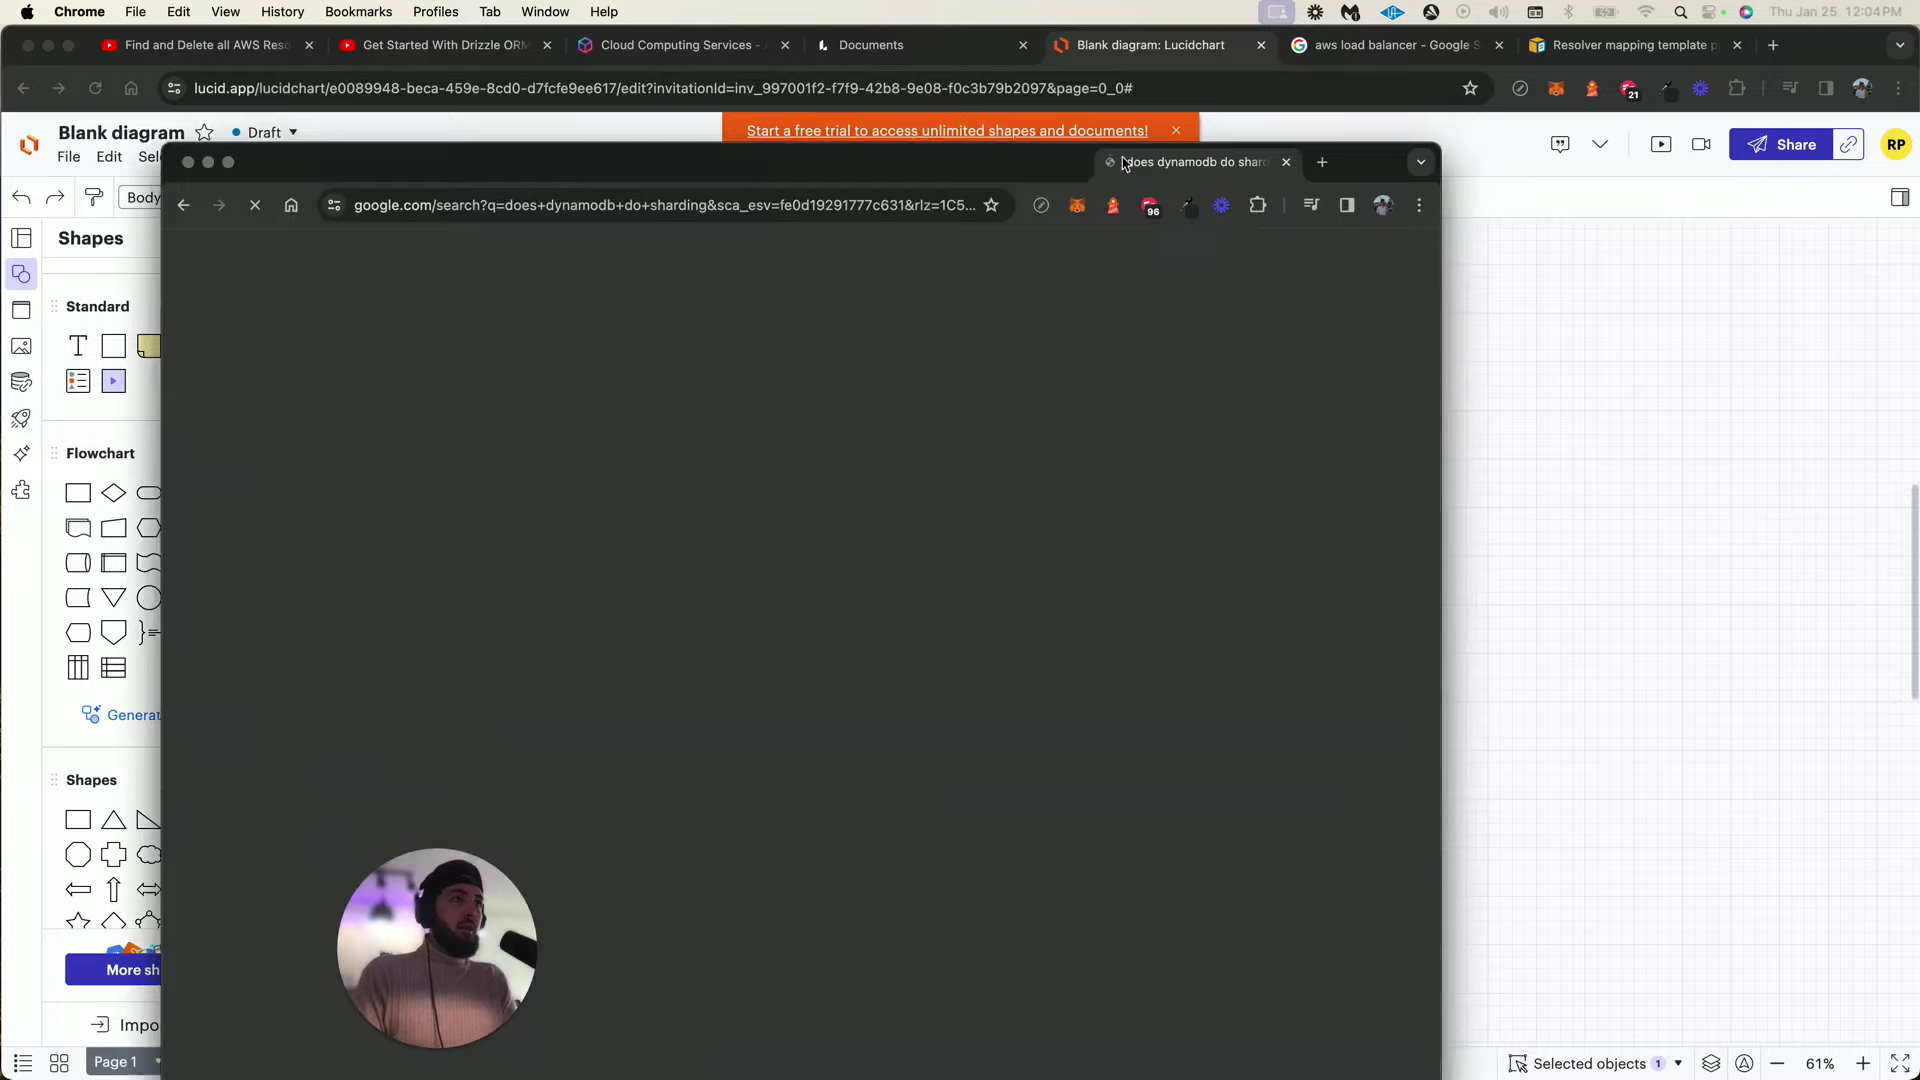 Chrome File Edit View History Bookmarks Profiles Tab Window Help Thu Jan 25 12:04 PM
Find and Delete all AWS Reso Get Started With Drizzle ORM Cloud Computing Services - Documents Blank diagram: Lucidchart aws load balancer - Google S Resolver mapping template p
lucid.app/lucidchart/e0089948-beca-459e-8cd0-d7fcfe9ee617/edit?invitationId=inv_997001f2-f7f9-42b8-9e08-f0c3b79b2097&page=0_0#
21
Blank diagram Draft Start a free trial to access unlimited shapes and documents! Share RP
File Edit Sel
does dynamodb do shard
Body
google.com/search?q=does+dynamodb+do+sharding&sca_esv=fe0d19291777c631&rlz=1C5...
96
Shapes
Standard
T
Flowchart
Generat
Shapes
More sh
Impo
Page 1 Selected objects 1 61%